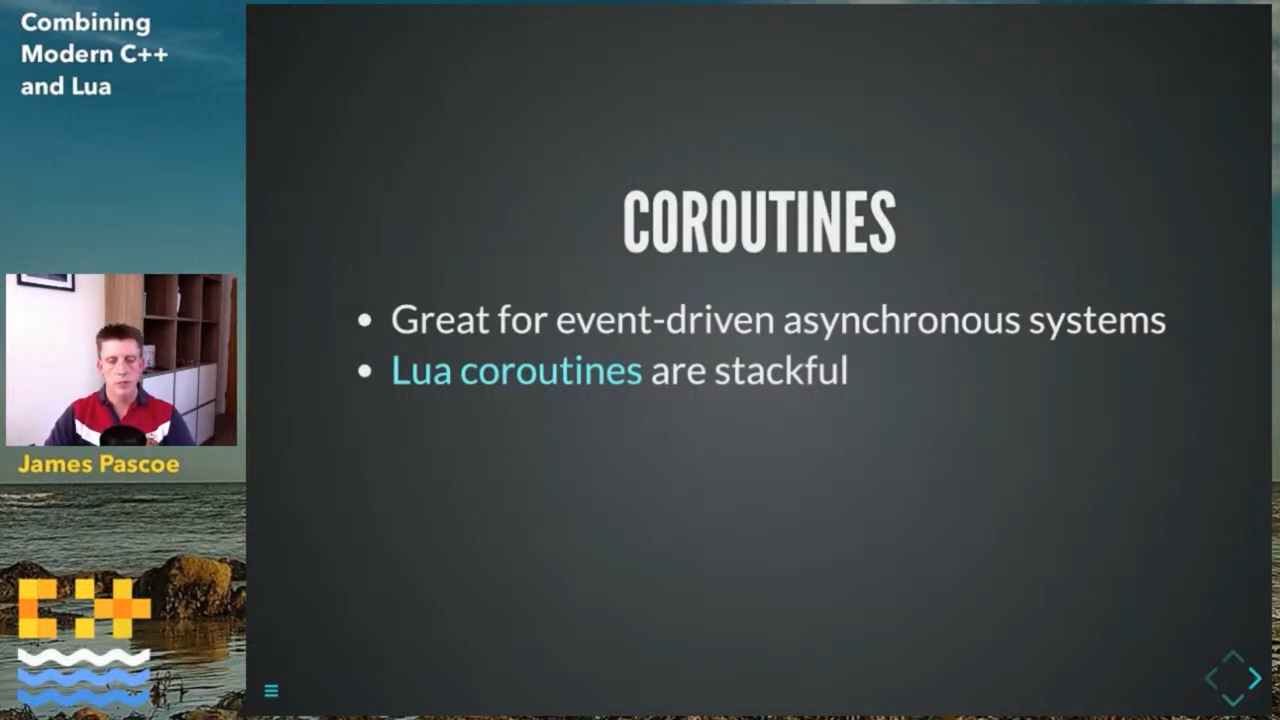 Combining
Modern C++
and Lua
COROUTINES
Great for event-driven asynchronous systems
Lua coroutines are stackful
James Pascoe
C++